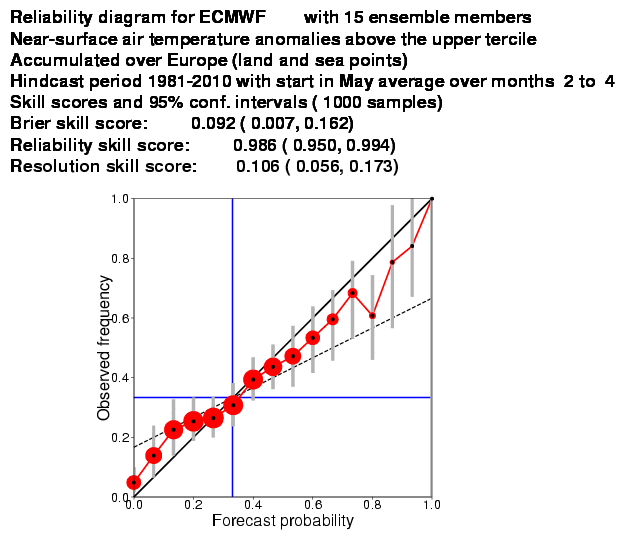 Reliability diagram for ECMWF with 15 ensemble members
Near-surface air temperature anomalies above the upper tercile
Accumulated over Europe (land and sea points)
Hindcast period 1981-2010 with start in May average over months 2 to 4
Skill scores and 95% conf. intervals ( 1000 samples)
Brier skill score: 0.092 ( 0.007, 0.162)
Reliability skill score: 0.986 ( 0.950, 0.994)
Resolution skill score: 0.106 ( 0.056, 0.173)
1.0
0.8
0.6
0.4
0.2
0.0
Observed frequency
0.0 0.2 0.4 0.6 0.8 1.0
Forecast probability